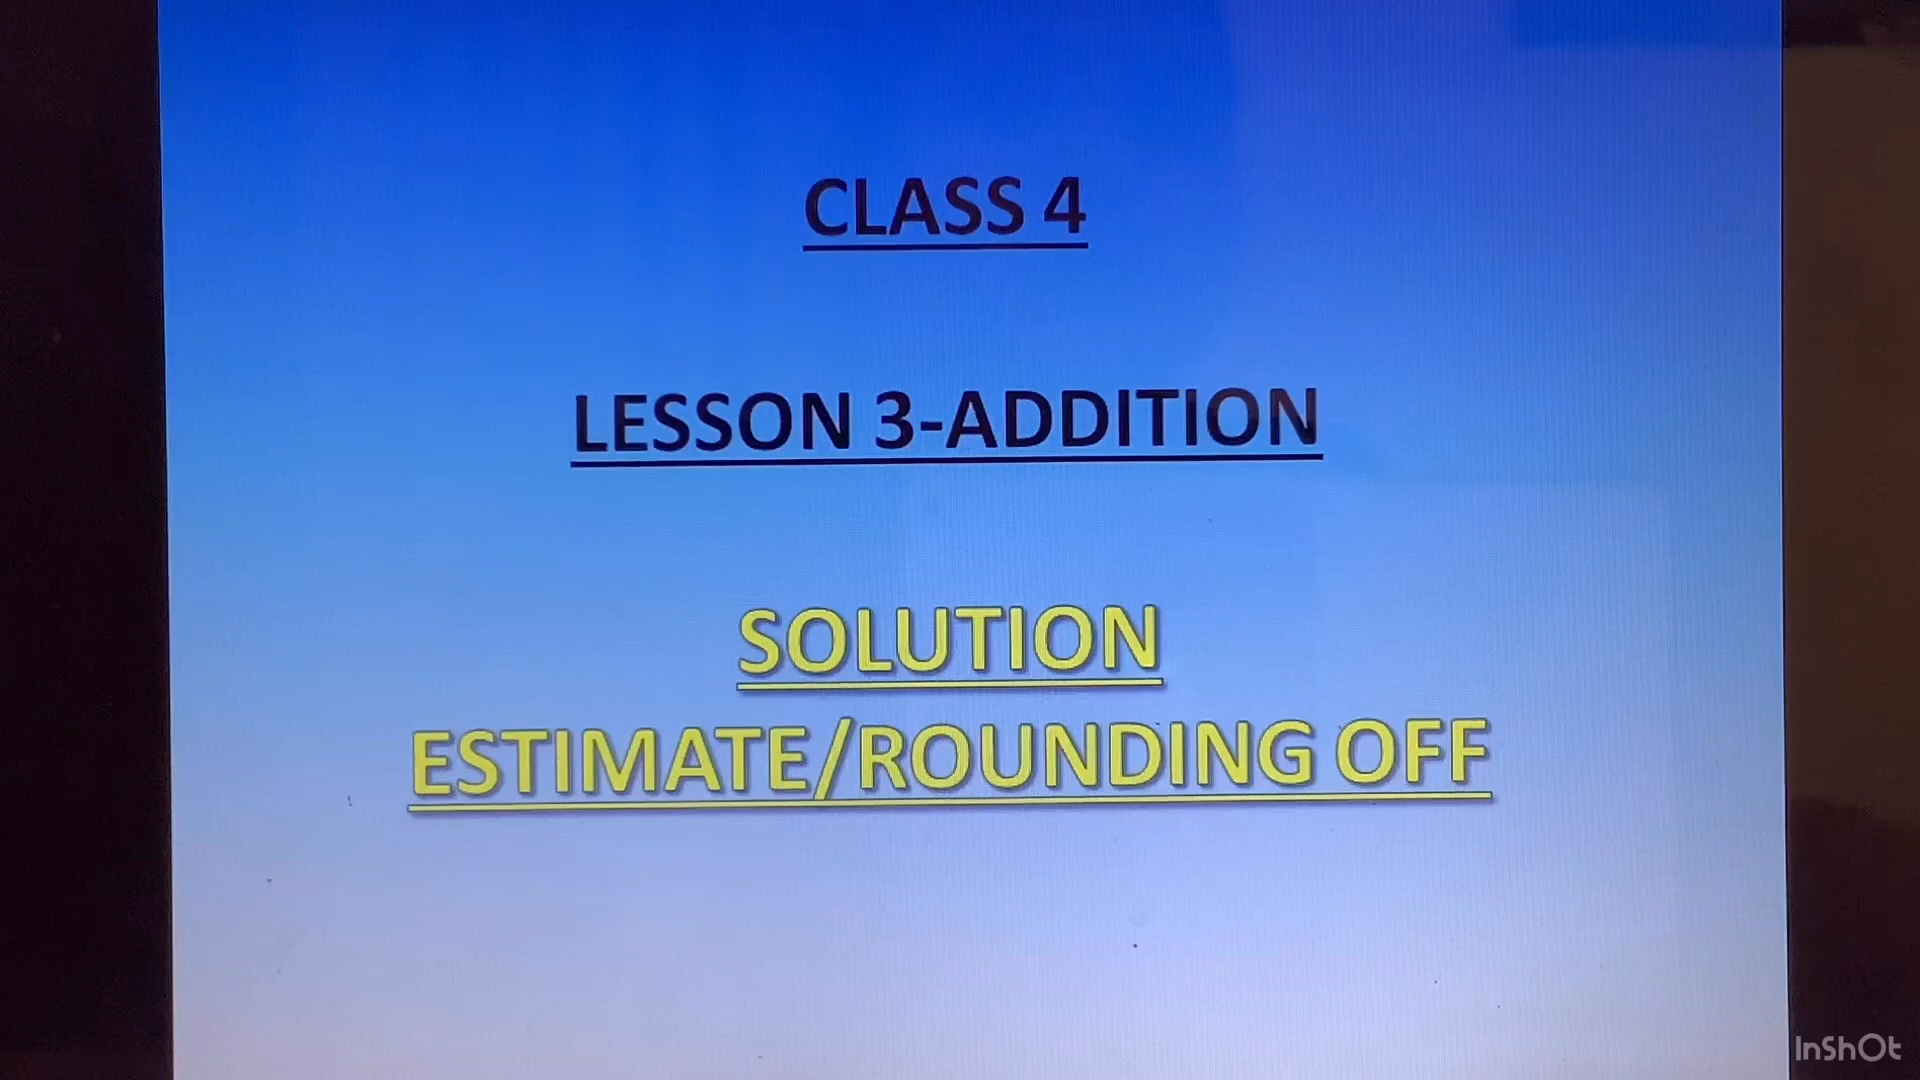 CLASS 4
LESSON 3-ADDITION
SOLUTION
ESTIMATE/ROUNDING OFF
InShOt